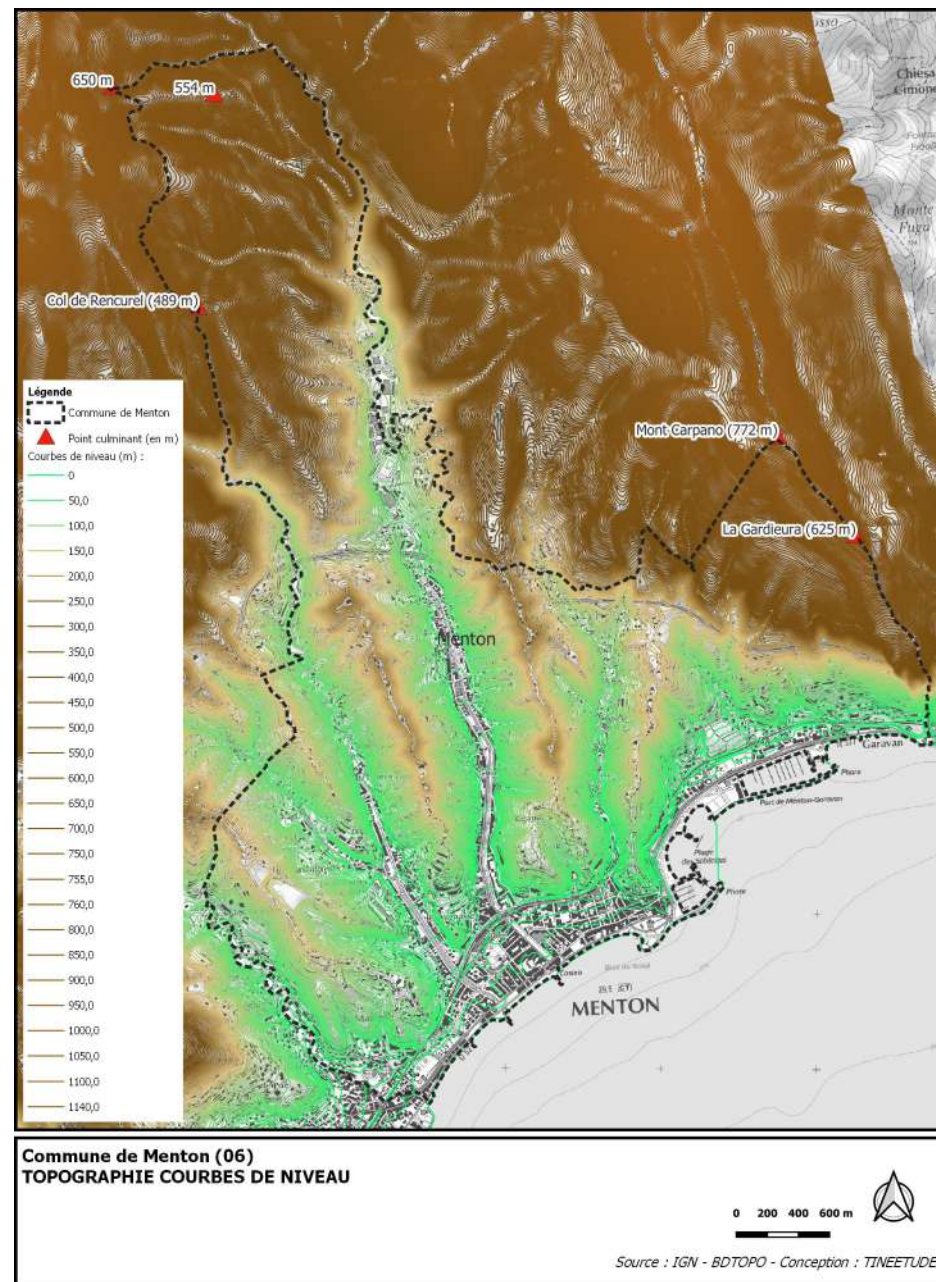 Chiesa
650 m
554 m
Monte
Fuga
Col de Rencurel (489 m)
Légende
Commune de Menton
Point culminant (en m)
Courbes de niveau (m) :
0
50,0
100,0
150,0
200,0
250,0
300,0
350,0
400,0
450,0
500,0
550,0
600,0
650,0
700,0
750,0
755,0
760,0
800,0
850,0
900,0
950,0
1000,0
1050,0
1100,0
1140,0
Mont Carpano (772 m)
La Gardieura (625 m)
Menton
Garavan
Phare
Port de Menton-Garavan
Plage
des Sablettes
Phare
MENTON
Commune de Menton (06)
TOPOGRAPHIE COURBES DE NIVEAU
0 200 400 600 m
Source : IGN - BDTOPO - Conception : TINEETUDE